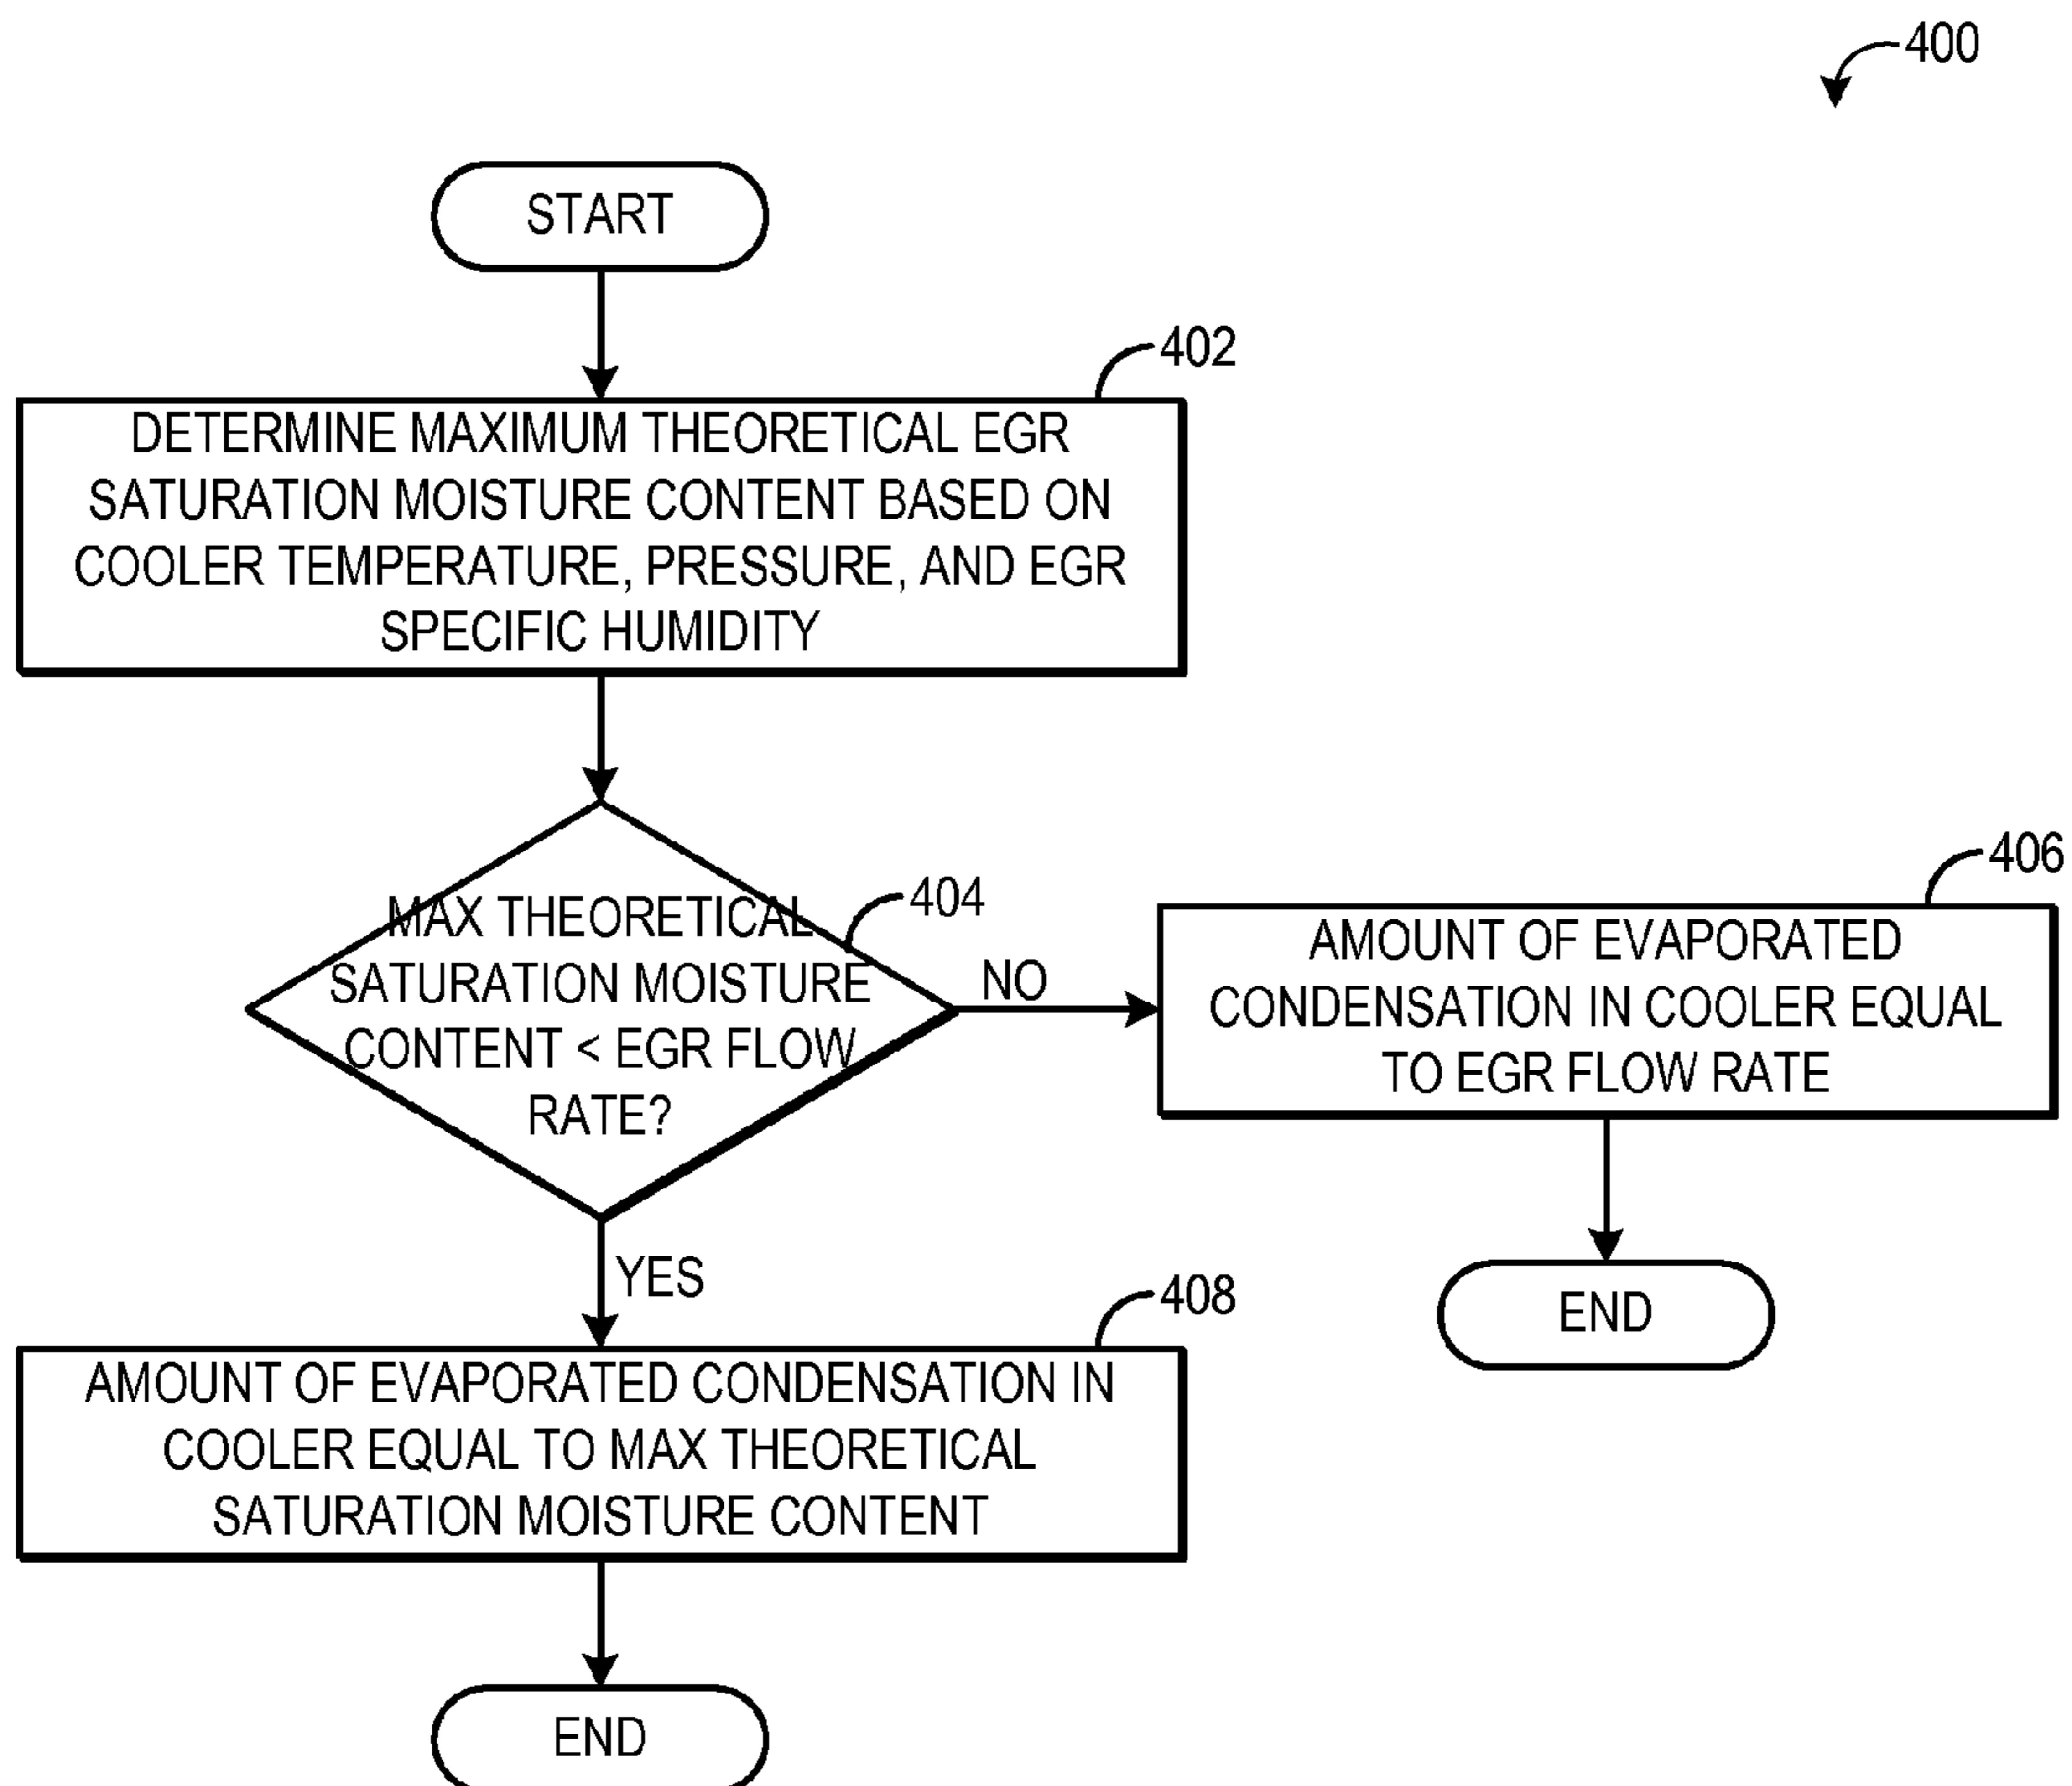 400
START
402
DETERMINE MAXIMUM THEORETICAL EGR
SATURATION MOISTURE CONTENT BASED ON
COOLER TEMPERATURE, PRESSURE, AND EGR
SPECIFIC HUMIDITY
404
MAX THEORETICAL
SATURATION MOISTURE
CONTENT < EGR FLOW
RATE?
NO
406
AMOUNT OF EVAPORATED
CONDENSATION IN COOLER EQUAL
TO EGR FLOW RATE
END
YES
408
AMOUNT OF EVAPORATED CONDENSATION IN
COOLER EQUAL TO MAX THEORETICAL
SATURATION MOISTURE CONTENT
END